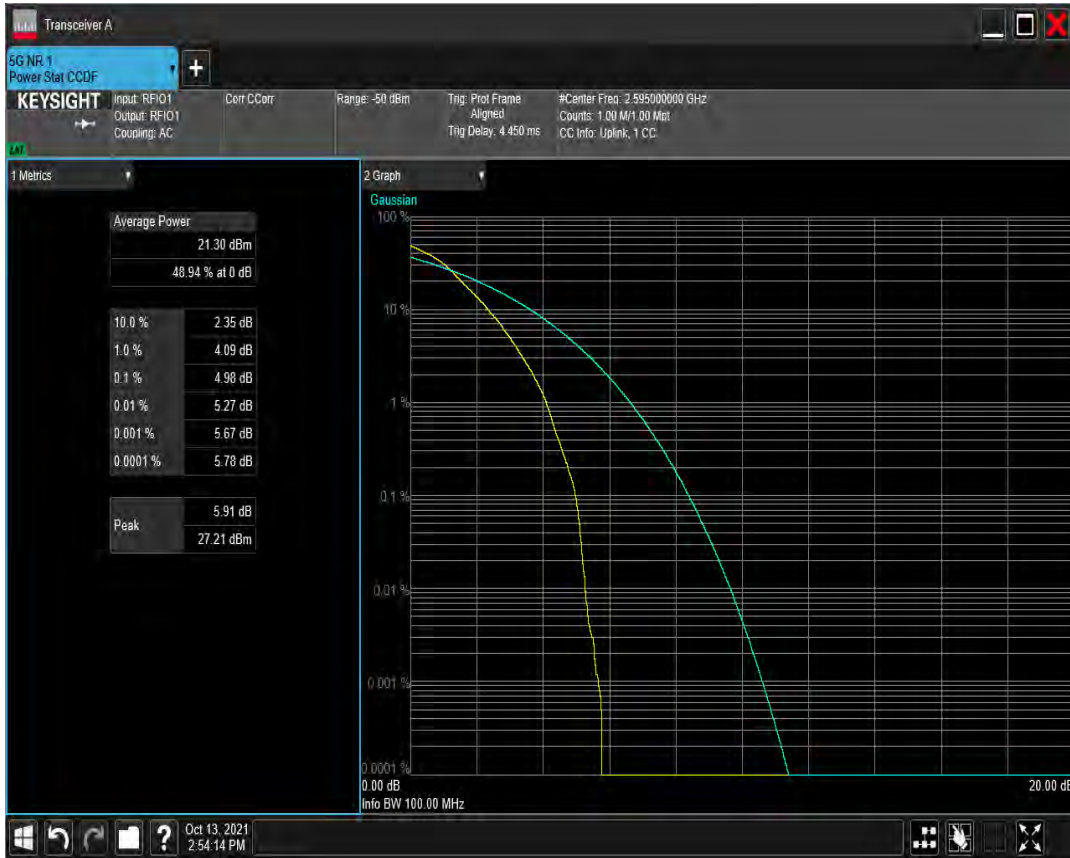 Transceiver A
5G NR 1
Power Stat CCDF
+
KEYSIGHT
Input: RFIO1
Output: RFIO1
Coupling: AC
Corr CCorr
Range: -50 dBm
Trig: Prot Frame
Aligned
Trig Delay: 4.450 ms
#Center Freq: 2.595000000 GHz
Counts: 1.00 M/1.00 Mpt
CC Info: Uplink, 1 CC
1 Metrics
Average Power
21.30 dBm
48.94 % at 0 dB
10.0 % 2.35 dB
1.0 % 4.09 dB
0.1 % 4.98 dB
0.01 % 5.27 dB
0.001 % 5.67 dB
0.0001 % 5.78 dB
Peak
5.91 dB
27.21 dBm
2 Graph
Gaussian
100 %
10 %
1 %
0.1 %
0.01 %
0.001 %
0.0001 %
0.00 dB
20.00 dB
Info BW 100.00 MHz
?
Oct 13, 2021
2:54:14 PM